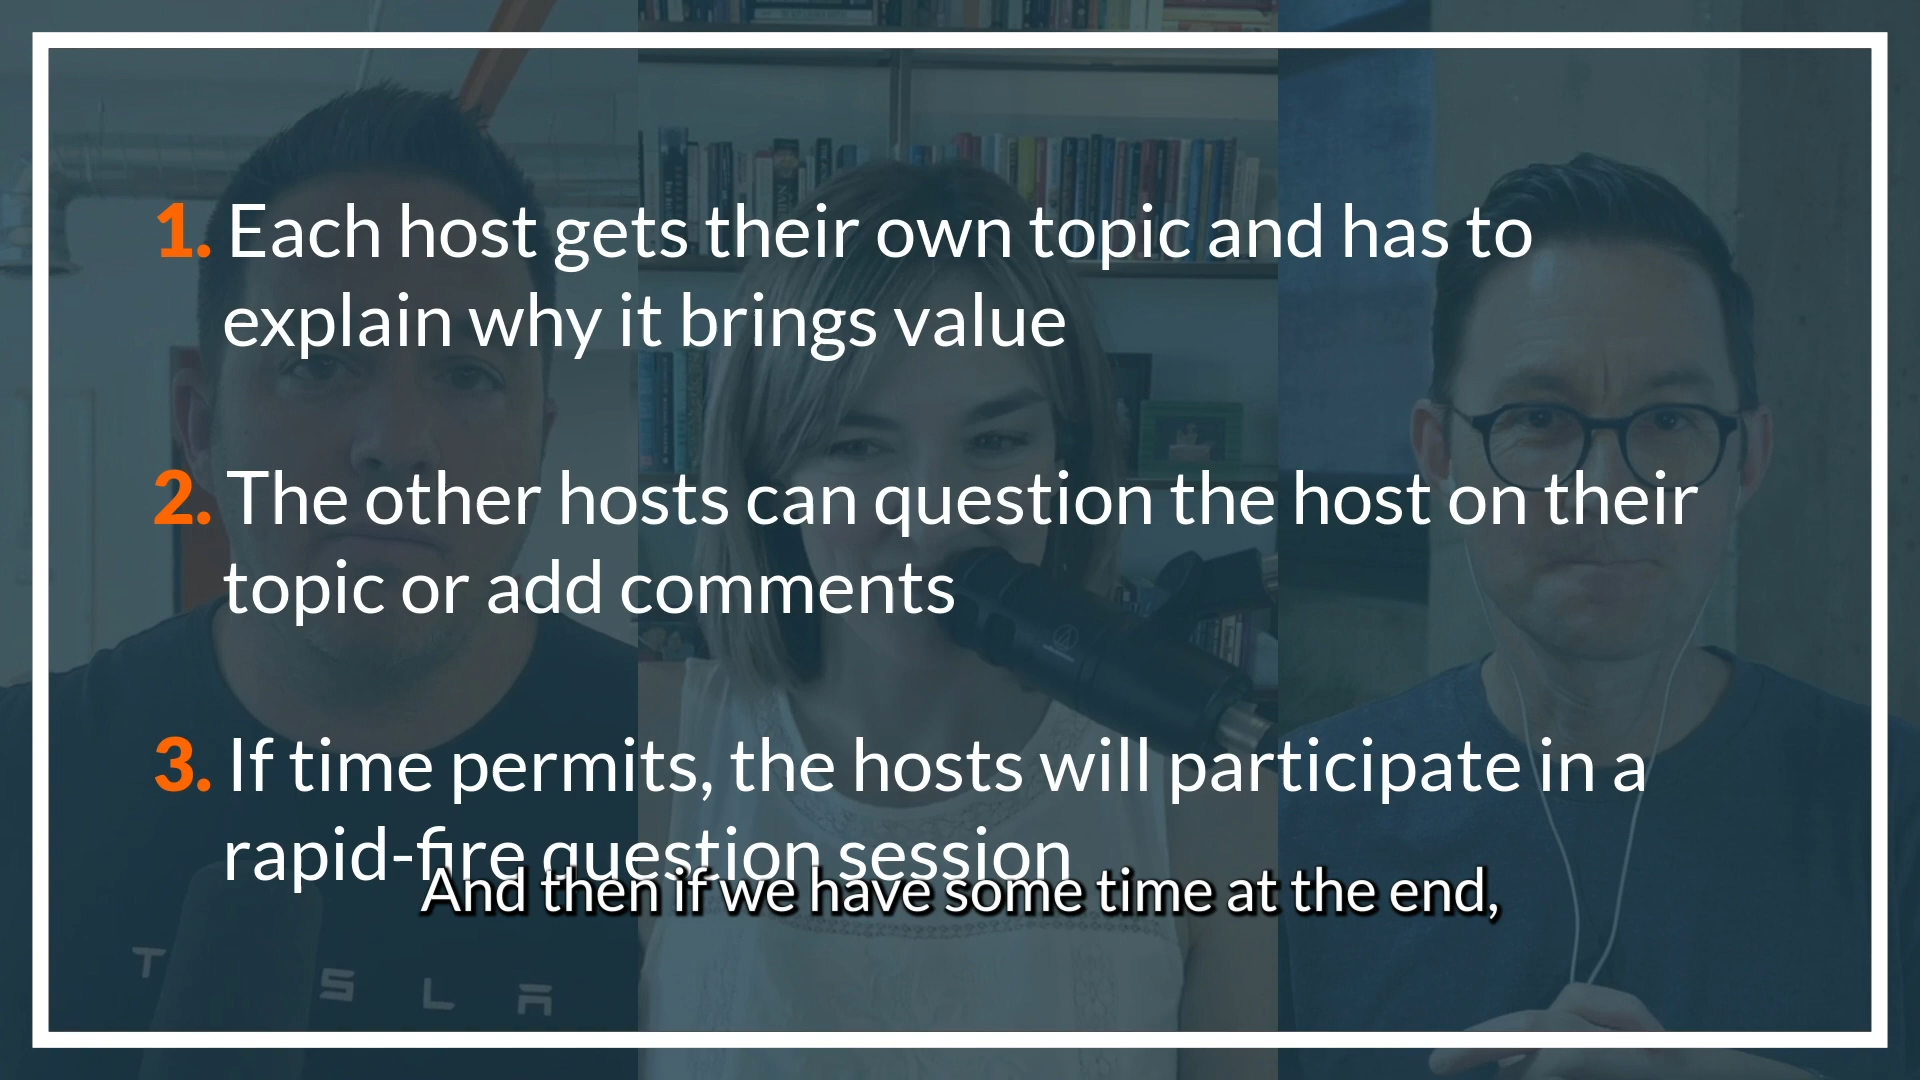 1. Each host gets their own topic and has to
explain why it brings value
2. The other hosts can question the host on their
topic or add comments
3. If time permits, the hosts will participate in a
rapid-fire question session
And then if we have some time at the end,
T SLA